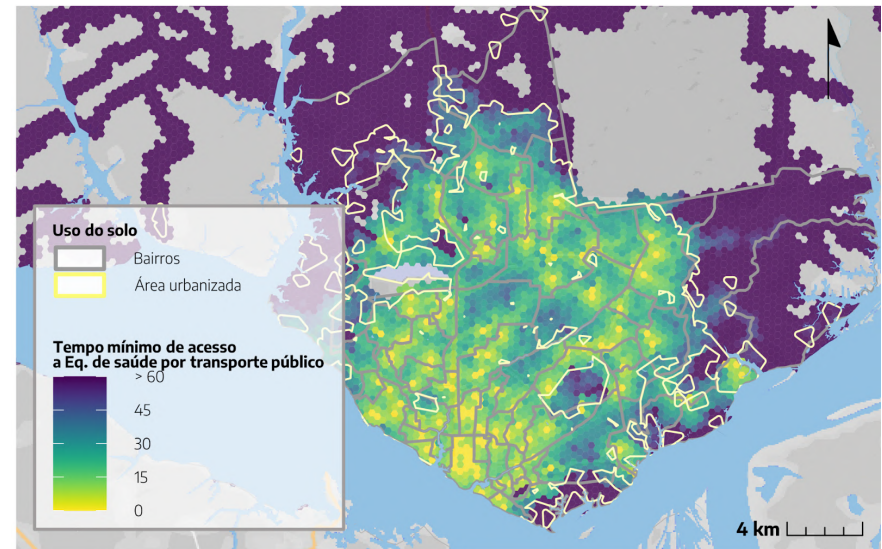 Uso do solo
Bairros
Área urbanizada
Tempo mínimo de acesso
a Eq. de saúde por transporte público
> 60
45
30
15
0
4 km